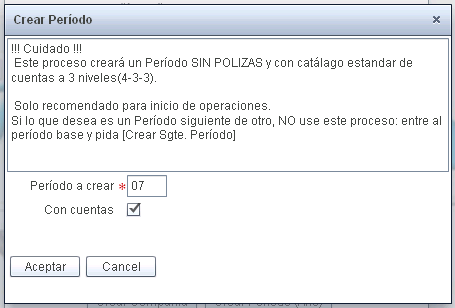 Crear Período
!!! Cuidado !!!
Este proceso creará un Período SIN POLIZAS y con catálago estandar de
cuentas a 3 niveles(4-3-3).
Solo recomendado para inicio de operaciones.
Si lo que desea es un Período siguiente de otro, NO use este proceso: entre al
período base y pida [Crear Sgte. Período]
Período a crear * 07
Con cuentas
Aceptar Cancel